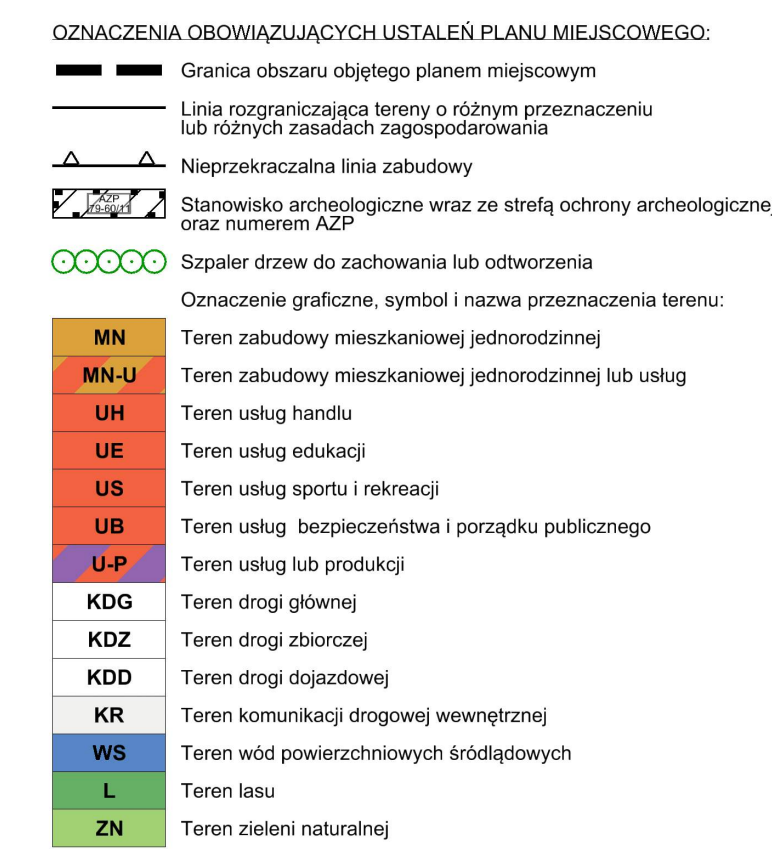 OZNACZENIA OBOWIĄZUJĄCYCH USTALEŃ PLANU MIEJSCOWEGO:
Granica obszaru objętego planem miejscowym
Linia rozgraniczająca tereny o różnym przeznaczeniu
lub różnych zasadach zagospodarowania
Nieprzekraczalna linia zabudowy
AZP
79-60/11
Stanowisko archeologiczne wraz ze strefą ochrony archeologicznej
oraz numerem AZP
Szpaler drzew do zachowania lub odtworzenia
Oznaczenie graficzne, symbol i nazwa przeznaczenia terenu:
MN Teren zabudowy mieszkaniowej jednorodzinnej
MN-U Teren zabudowy mieszkaniowej jednorodzinnej lub usług
UH Teren usług handlu
UE Teren usług edukacji
US Teren usług sportu i rekreacji
UB Teren usług bezpieczeństwa i porządku publicznego
U-P Teren usług lub produkcji
KDG Teren drogi głównej
KDZ Teren drogi zbiorczej
KDD Teren drogi dojazdowej
KR Teren komunikacji drogowej wewnętrznej
WS Teren wód powierzchniowych śródlądowych
L Teren lasu
ZN Teren zieleni naturalnej